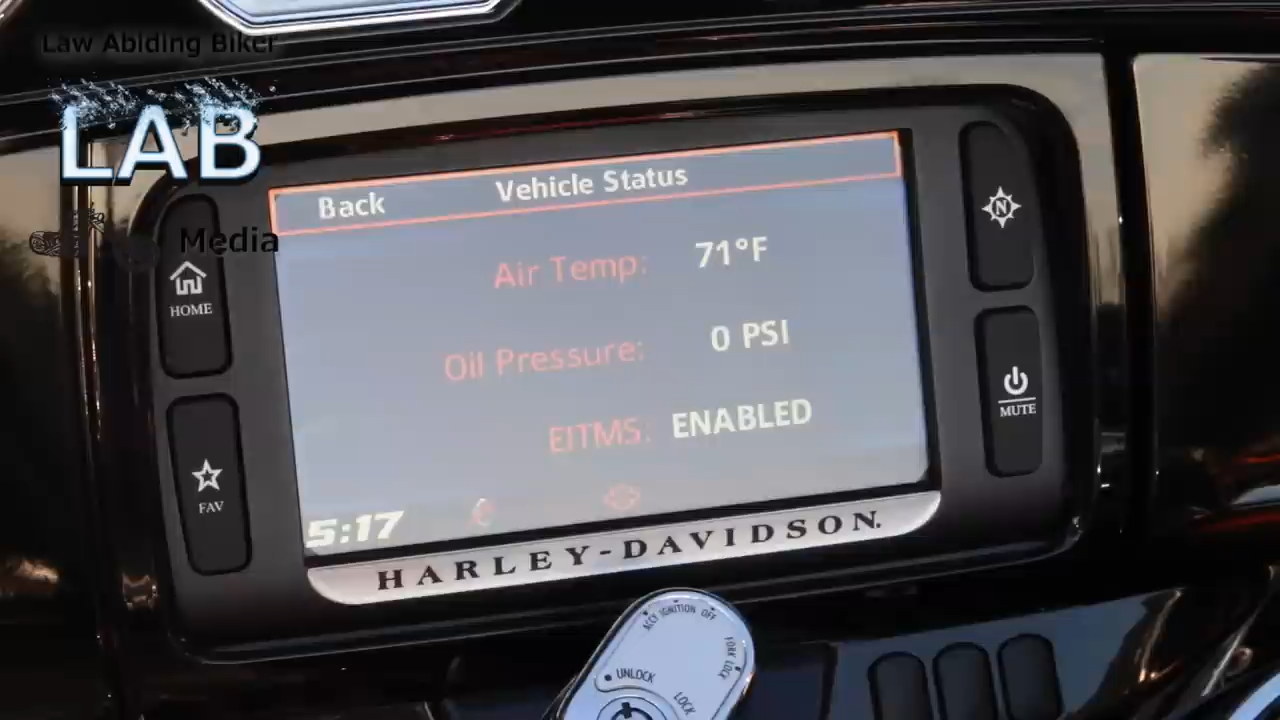 Law Abiding Biker
LAB
Media
Back
Vehicle Status
Air Temp: 71°F
Oil Pressure: 0 PSI
EITMS: ENABLED
5:17
HOME
FAV
N
MUTE
HARLEY-DAVIDSON.
ACCY IGNITION OFF
FORK LOCK
UNLOCK
LOCK